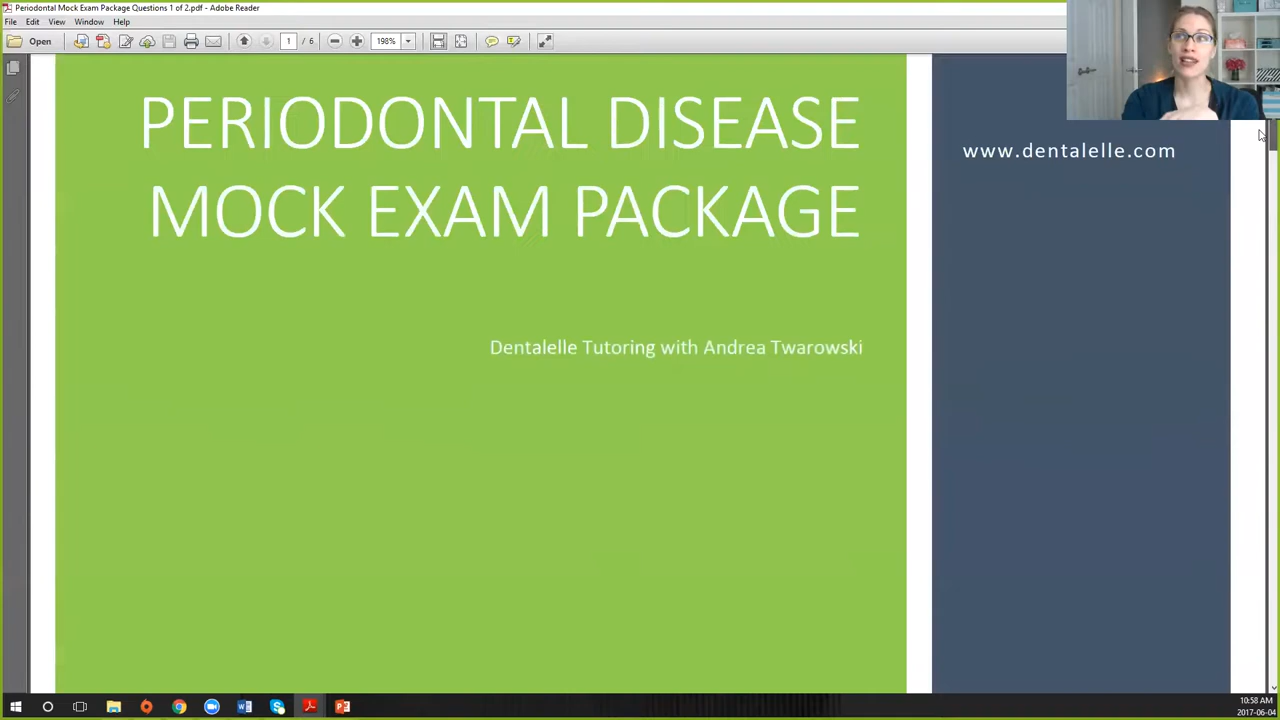 Periodontal Mock Exam Package Questions 1 of 2.pdf - Adobe Reader
File Edit View Window Help
Open 1 / 6 198%
PERIODONTAL DISEASE
MOCK EXAM PACKAGE
www.dentalelle.com
Dentalelle Tutoring with Andrea Twarowski
10:58 AM
2017-06-04